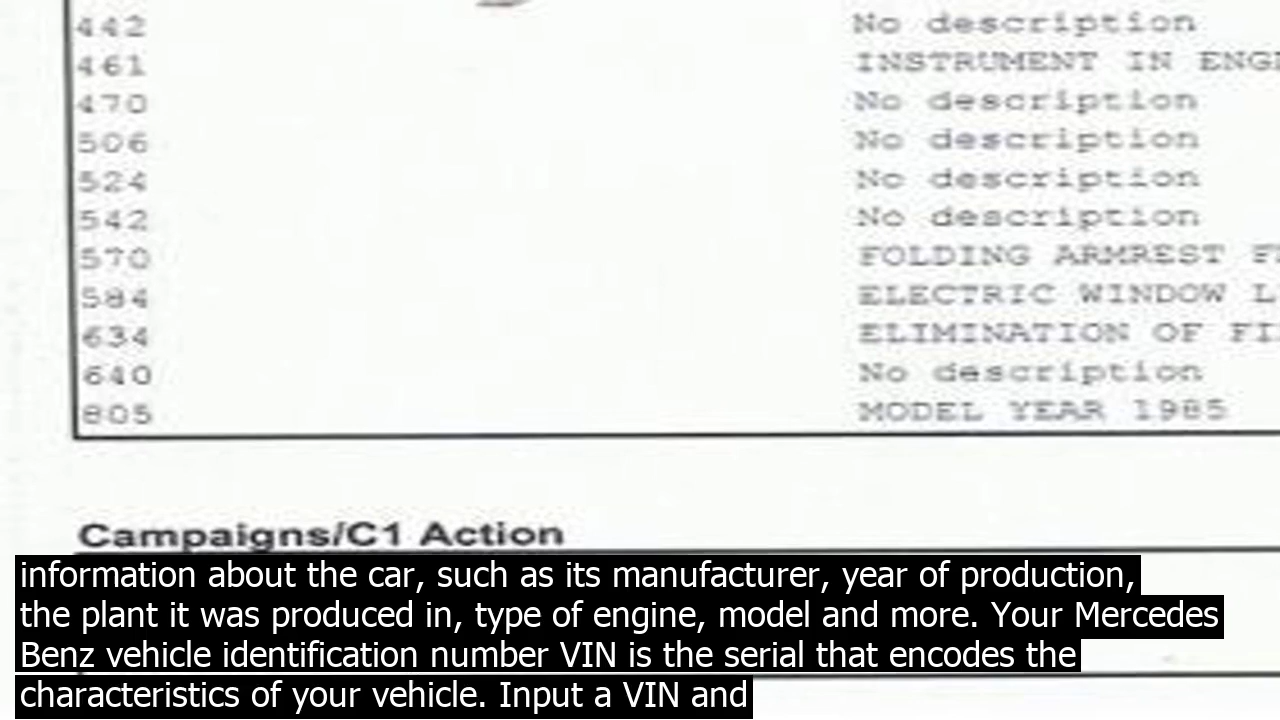 442 No description
461 INSTRUMENT IN
470 No description
506 No description
524 No description
542 No description
570 FOLDING ARMREST
584 ELECTRIC WINDOW
634 ELIMINATION OF
640 No description
805 MODEL YEAR 1985
Campaigns/C1 Action
information about the car, such as its manufacturer, year of production,
the plant it was produced in, type of engine, model and more. Your Mercedes
Benz vehicle identification number VIN is the serial that encodes the
characteristics of your vehicle. Input a VIN and